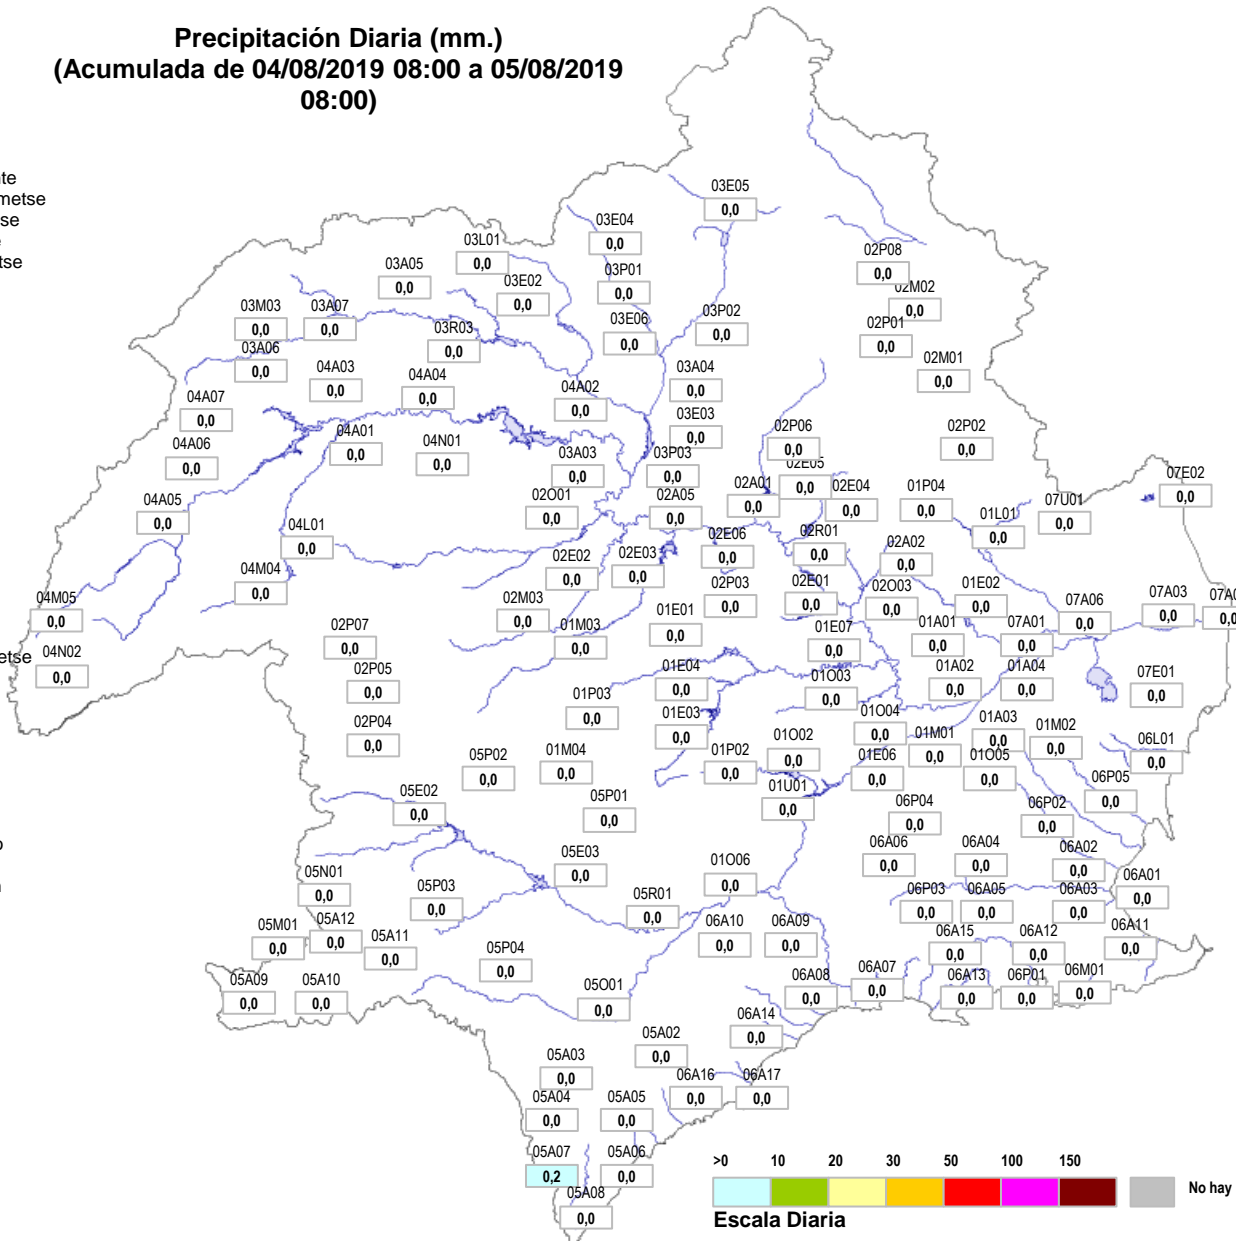 Precipitación Diaria (mm.)
(Acumulada de 04/08/2019 08:00 a 05/08/2019
08:00)
03E05
0,0
03E04
0,0
03L01
0,0
02P08
0,0
03A05
0,0
03P01
0,0
03E02
0,0
02M02
0,0
03M03
0,0
03A07
0,0
03E06
0,0
03P02
0,0
03R03
0,0
02P01
0,0
03A06
0,0
04A03
0,0
04A04
0,0
03A04
0,0
02M01
0,0
04A07
0,0
04A02
0,0
03E03
0,0
04A06
0,0
04A01
0,0
04N01
0,0
02P06
0,0
02P02
0,0
03A03
0,0
03P03
0,0
02E05
0,0
07E02
0,0
04A05
0,0
02O01
0,0
02A05
0,0
02A01
0,0
02E04
0,0
01P04
0,0
07U01
0,0
01L01
0,0
04L01
0,0
02E06
0,0
02R01
0,0
02A02
0,0
04M04
0,0
02E02
0,0
02E03
0,0
04M05
0,0
02M03
0,0
02P03
0,0
02E01
0,0
02O03
0,0
01E02
0,0
07A06
0,0
07A03
0,0
07A0
0,0
02P07
0,0
01M03
0,0
01E01
0,0
01E07
0,0
01A01
0,0
07A01
0,0
04N02
0,0
02P05
0,0
01E04
0,0
01O03
0,0
01A02
0,0
01A04
0,0
07E01
0,0
01P03
0,0
02P04
0,0
01E03
0,0
01O04
0,0
01A03
0,0
05P02
0,0
01M04
0,0
01P02
0,0
01O02
0,0
01M01
0,0
01M02
0,0
06L01
0,0
01E06
0,0
01O05
0,0
05E02
0,0
05P01
0,0
01U01
0,0
06P05
0,0
06P04
0,0
06P02
0,0
05E03
0,0
01O06
0,0
06A06
0,0
06A04
0,0
06A02
0,0
05N01
0,0
05P03
0,0
05R01
0,0
06P03
0,0
06A05
0,0
06A03
0,0
06A01
0,0
05M01
0,0
05A12
0,0
05A11
0,0
06A10
0,0
06A09
0,0
06A15
0,0
06A12
0,0
06A11
0,0
05P04
0,0
05A09
0,0
05A10
0,0
05O01
0,0
06A08
0,0
06A07
0,0
06A13
0,0
06P01
0,0
06M01
0,0
06A14
0,0
05A02
0,0
05A03
0,0
06A16
0,0
06A17
0,0
05A04
0,0
05A05
0,0
05A07
0,2
05A06
0,0
05A08
0,0
>0 10 20 30 50 100 150
No hay
Escala Diaria